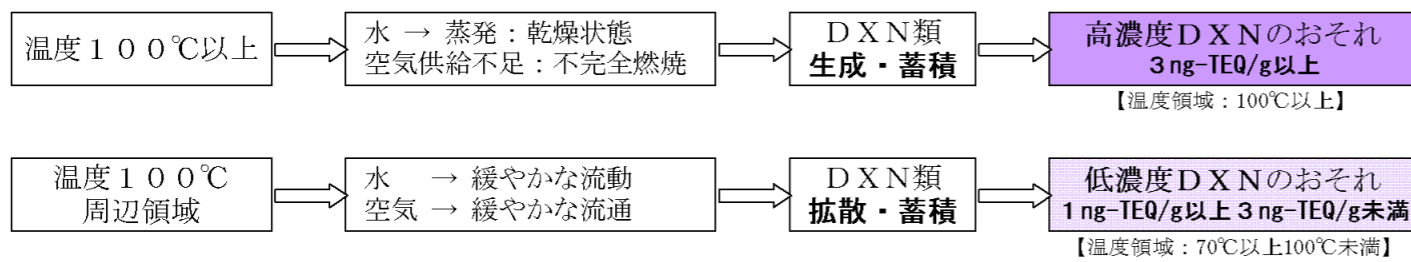 温度１００℃以上
水 → 蒸発：乾燥状態
空気供給不足：不完全燃焼
ＤＸＮ類
生成・蓄積
高濃度ＤＸＮのおそれ
３ng-TEQ/g以上
【温度領域：100℃以上】
温度１００℃
周辺領域
水　 → 緩やかな流動
空気 → 緩やかな流通
ＤＸＮ類
拡散・蓄積
低濃度ＤＸＮのおそれ
１ng-TEQ/g以上３ng-TEQ/g未満
【温度領域：70℃以上100℃未満】